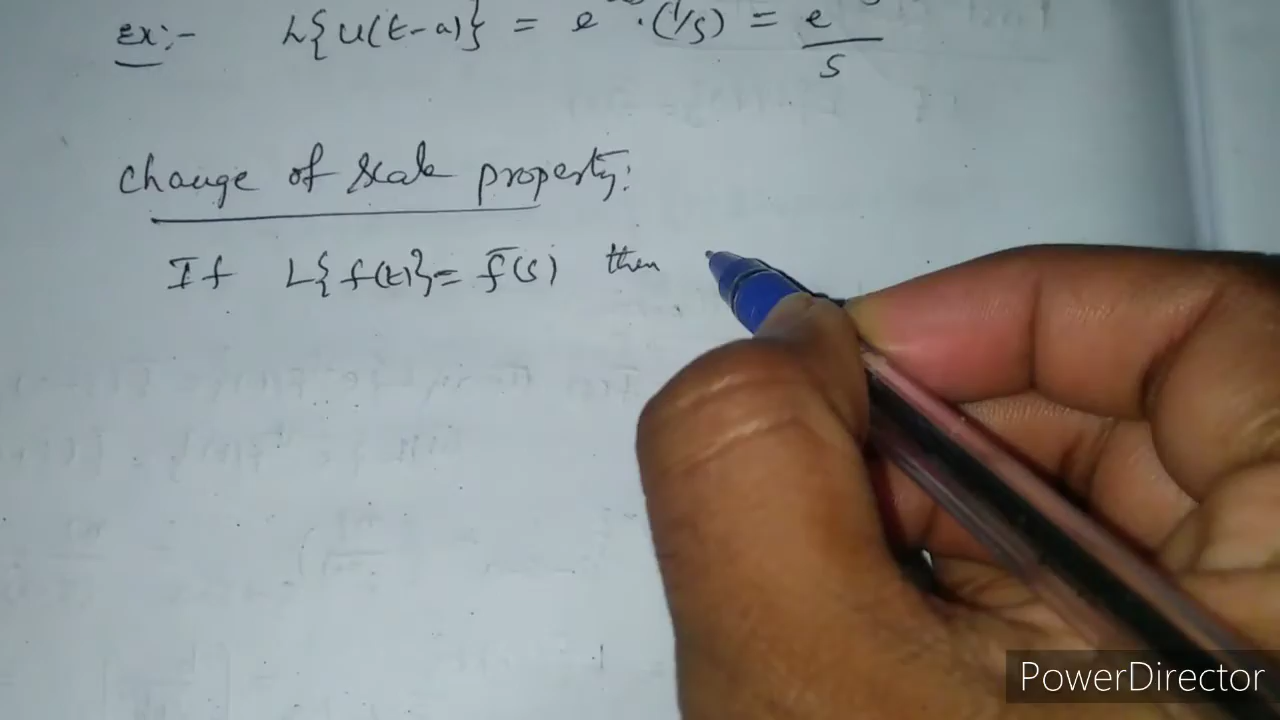 Ex:- L{u(t-a)} = e . (1/s) = e / s
Change of Scale property:
If L{f(t)} = f̄(s) then
PowerDirector